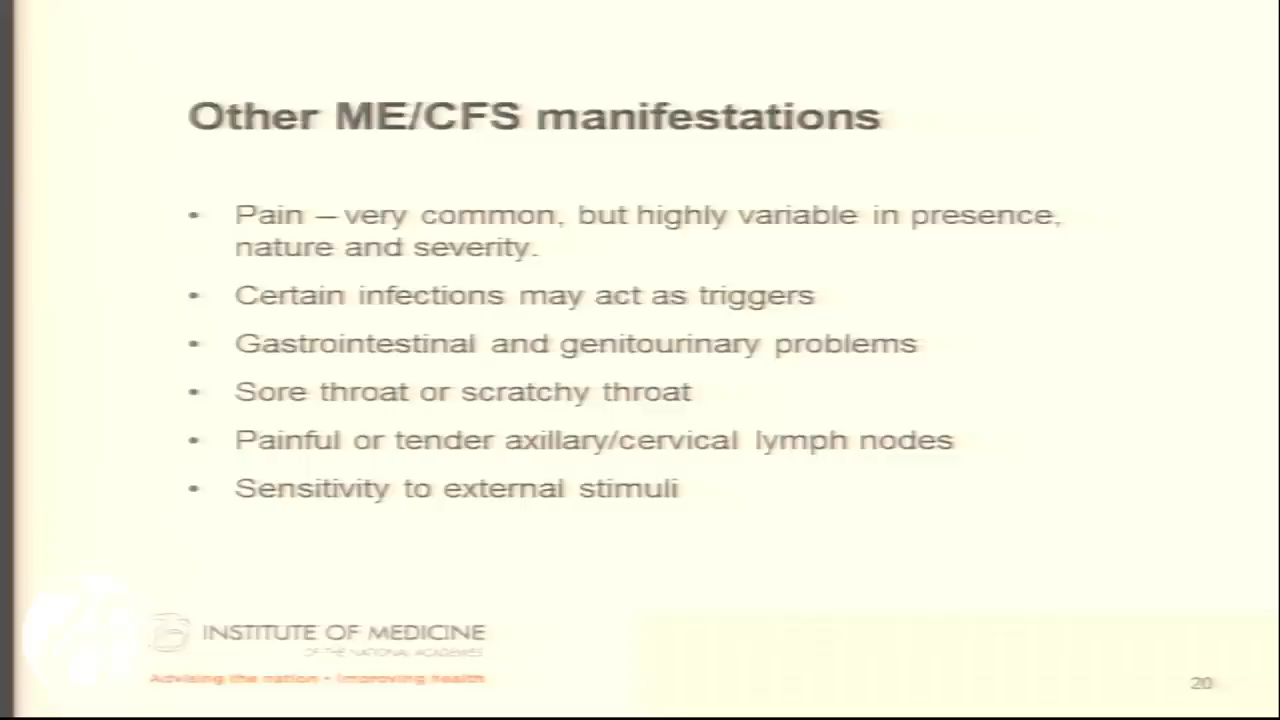 Other ME/CFS manifestations
• Pain – very common, but highly variable in presence,
nature and severity.
• Certain infections may act as triggers
• Gastrointestinal and genitourinary problems
• Sore throat or scratchy throat
• Painful or tender axillary/cervical lymph nodes
• Sensitivity to external stimuli
INSTITUTE OF MEDICINE
OF THE NATIONAL ACADEMIES
Advising the nation • Improving health
20